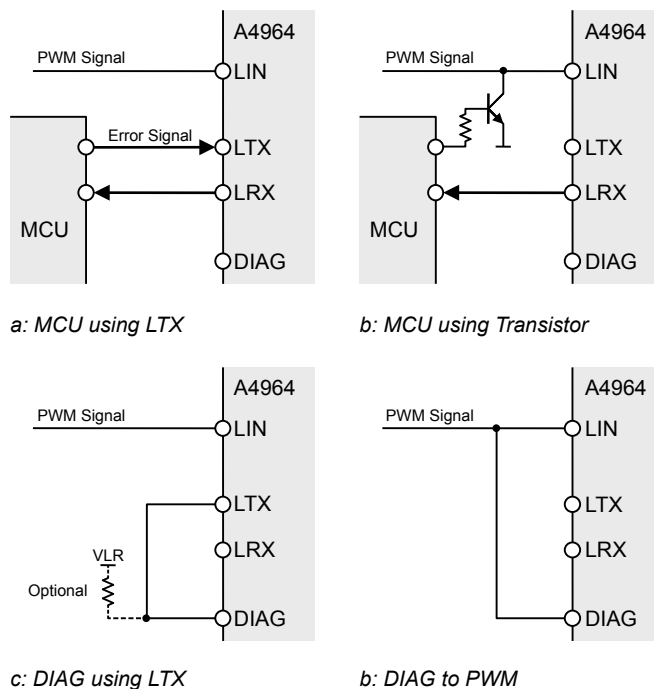 A4964
PWM Signal
LIN
Error Signal
LTX
LRX
MCU
DIAG
a: MCU using LTX
A4964
PWM Signal
LIN
LTX
LRX
MCU
DIAG
b: MCU using Transistor
A4964
PWM Signal
LIN
LTX
VLR
LRX
Optional
DIAG
c: DIAG using LTX
A4964
PWM Signal
LIN
LTX
LRX
DIAG
b: DIAG to PWM